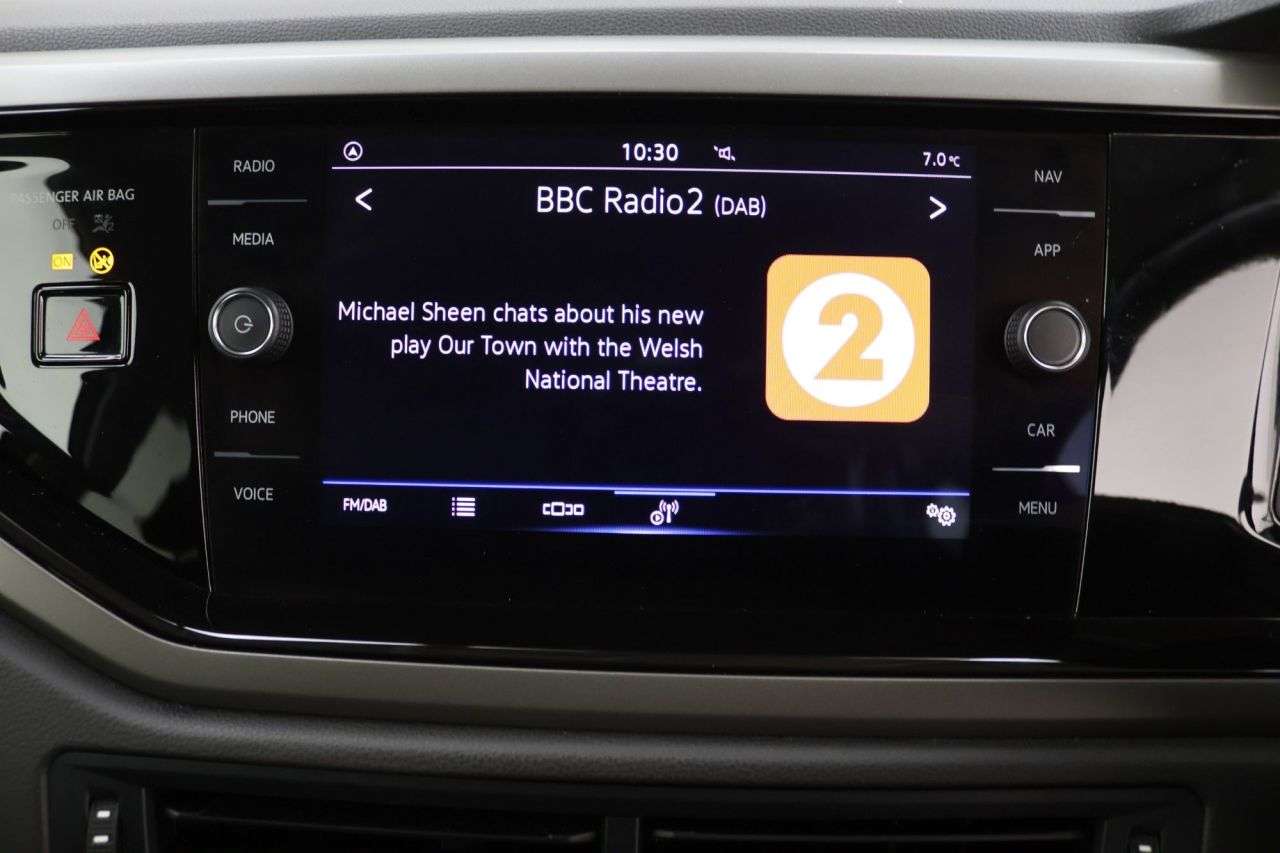 10:30
7.0°C
RADIO
< BBC Radio2 (DAB) >
NAV
PASSENGER AIR BAG
OFF
MEDIA
APP
ON
Michael Sheen chats about his new
play Our Town with the Welsh
National Theatre.
2
PHONE
CAR
VOICE
FM/DAB
MENU